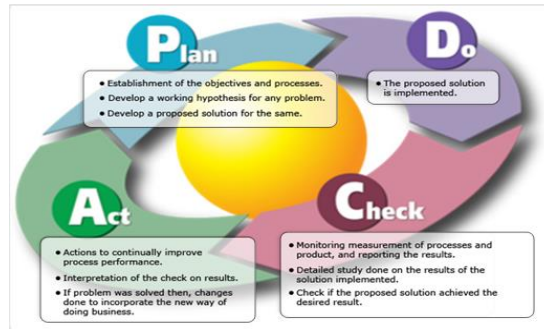 Plan
• Establishment of the objectives and processes.
• Develop a working hypothesis for any problem.
• Develop a proposed solution for the same.
Do
• The proposed solution
is implemented.
Check
• Monitoring measurement of processes and
product, and reporting the results.
• Detailed study done on the results of the
solution implemented.
• Check if the proposed solution achieved the
desired result.
Act
• Actions to continually improve
process performance.
• Interpretation of the check on results.
• If problem was solved then, changes
done to incorporate the new way of
doing business.